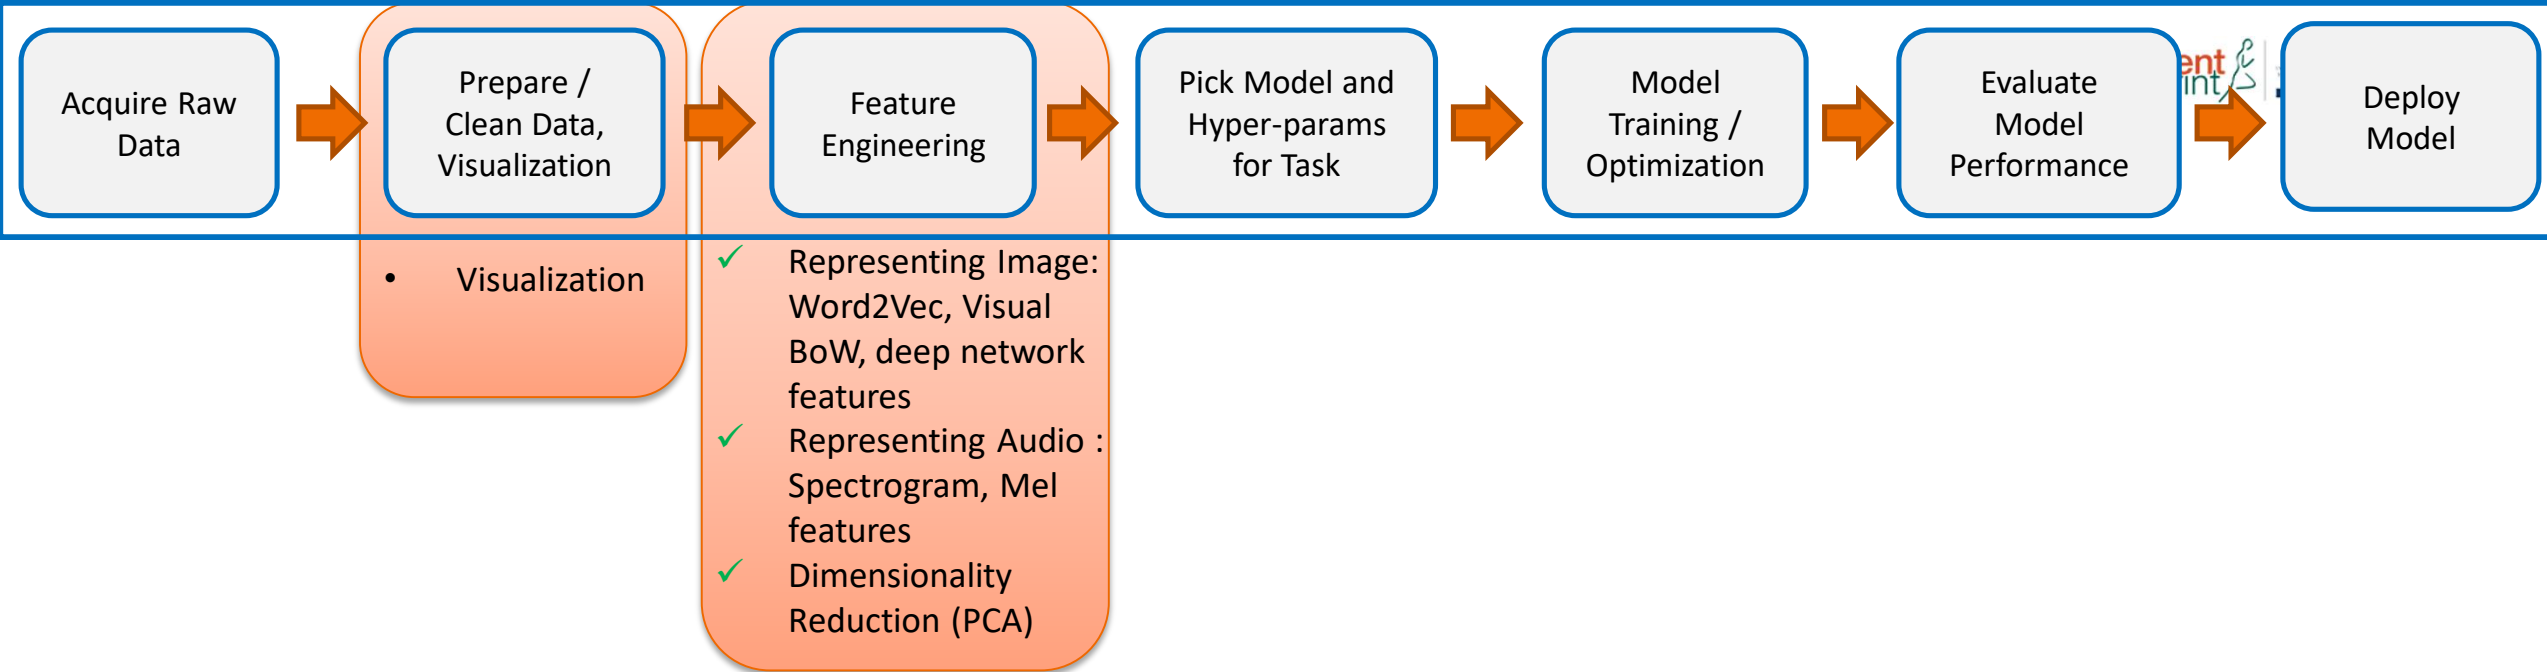 Acquire Raw
Data
Prepare /
Clean Data,
Visualization
Feature
Engineering
Pick Model and
Hyper-params
for Task
Model
Training /
Optimization
Evaluate
Model
Performance
Deploy
Model
• Visualization
✓ Representing Image:
Word2Vec, Visual
BoW, deep network
features
✓ Representing Audio :
Spectrogram, Mel
features
✓ Dimensionality
Reduction (PCA)